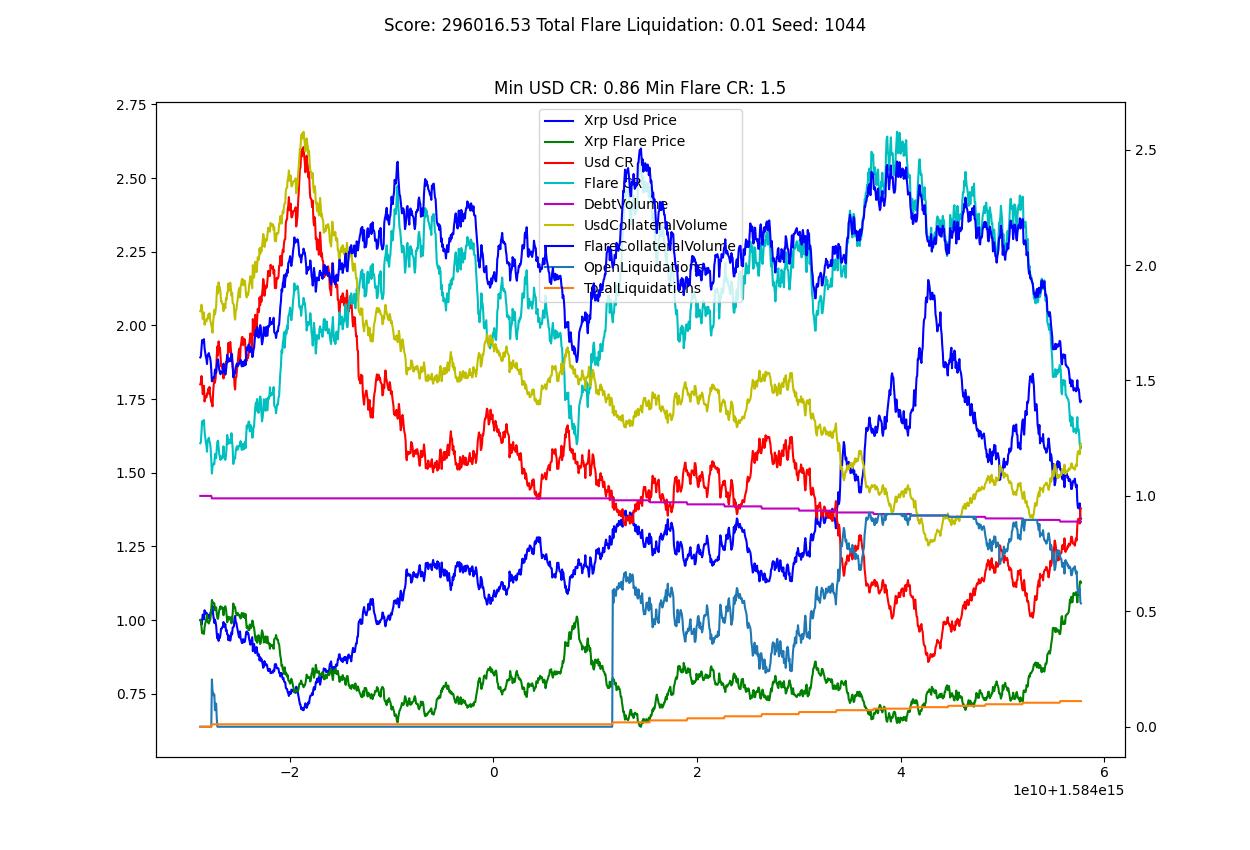 Score: 296016.53 Total Flare Liquidation: 0.01 Seed: 1044
Min USD CR: 0.86 Min Flare CR: 1.5
Xrp Usd Price
Xrp Flare Price
Usd CR
Flare CR
DebtVolume
UsdCollateralVolume
FlareCollateralVolume
OpenLiquidations
TotalLiquidations
2.75
2.50
2.25
2.00
1.75
1.50
1.25
1.00
0.75
2.5
2.0
1.5
1.0
0.5
0.0
−2
0
2
4
6
1e10+1.584e15